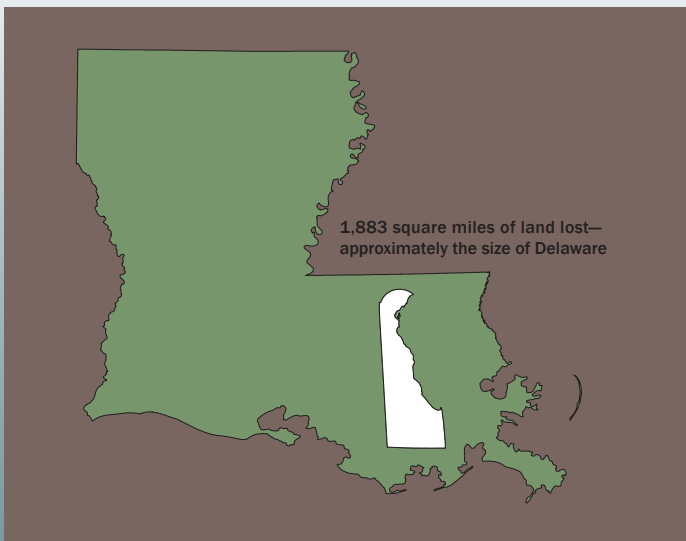 1,883 square miles of land lost—
approximately the size of Delaware